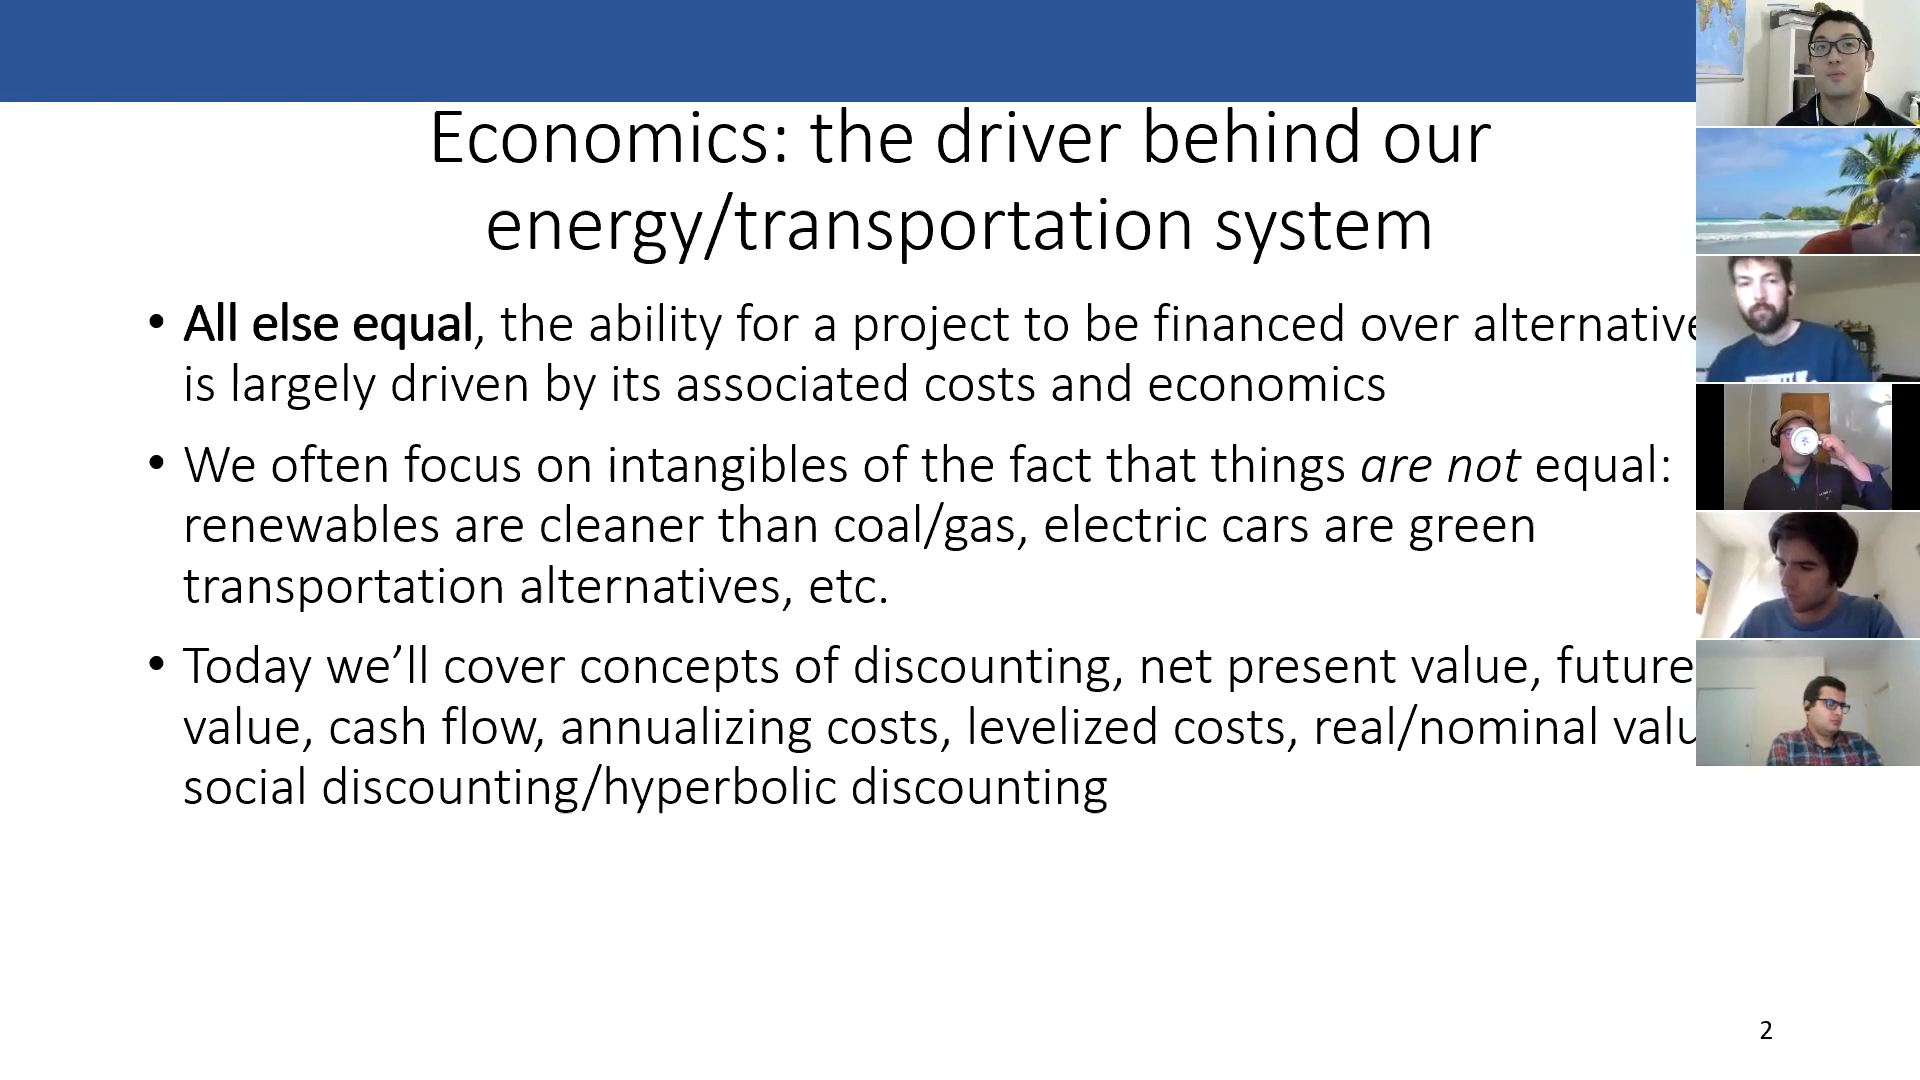 Economics: the driver behind our
energy/transportation system
• All else equal, the ability for a project to be financed over alternative
is largely driven by its associated costs and economics
• We often focus on intangibles of the fact that things are not equal:
renewables are cleaner than coal/gas, electric cars are green
transportation alternatives, etc.
• Today we’ll cover concepts of discounting, net present value, future
value, cash flow, annualizing costs, levelized costs, real/nominal valu
social discounting/hyperbolic discounting
2